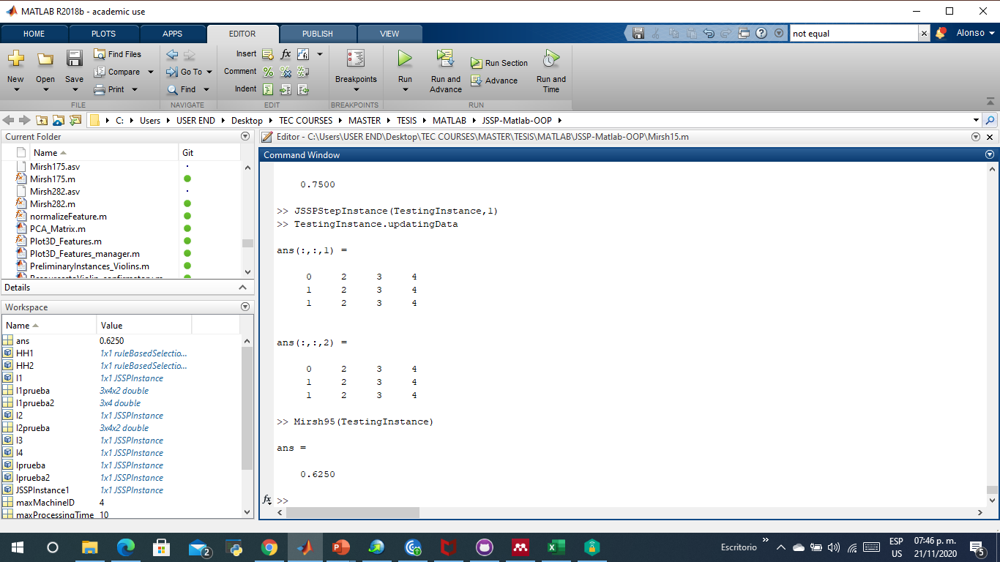 MATLAB R2018b - academic use
HOME PLOTS APPS EDITOR PUBLISH VIEW
not equal
Alonso
New Open Save
Find Files
Compare
Print
Go To
Find
Insert fx
Comment
Indent
Breakpoints
Run
Run and Advance
Run Section
Advance
Run and Time
FILE NAVIGATE EDIT BREAKPOINTS RUN
C: Users USER END Desktop TEC COURSES MASTER TESIS MATLAB JSSP-Matlab-OOP
Current Folder
Name Git
Mirsh175.asv
Mirsh175.m
Mirsh282.asv
Mirsh282.m
normalizeFeature.m
PCA_Matrix.m
Plot3D_Features.m
Plot3D_Features_manager.m
PreliminaryInstances_Violins.m
Details
Workspace
Name Value
ans 0.6250
HH1 1x1 ruleBasedSelectio...
HH2 1x1 ruleBasedSelectio...
I1 1x1 JSSPInstance
I1prueba 3x4x2 double
I1prueba2 3x4 double
I2 1x1 JSSPInstance
I2prueba 3x4x2 double
I3 1x1 JSSPInstance
I4 1x1 JSSPInstance
Iprueba 1x1 JSSPInstance
Iprueba2 1x1 JSSPInstance
JSSPInstance1 1x1 JSSPInstance
maxMachineID 4
maxProcessingTime 10
Editor - C:\Users\USER END\Desktop\TEC COURSES\MASTER\TESIS\MATLAB\JSSP-Matlab-OOP\Mirsh15.m
Command Window
0.7500
>> JSSPStepInstance(TestingInstance,1)
>> TestingInstance.updatingData
ans(:,:,1) =
0 2 3 4
1 2 3 4
1 2 3 4
ans(:,:,2) =
0 2 3 4
1 2 3 4
1 2 3 4
>> Mirsh95(TestingInstance)
ans =
0.6250
fx >>
Escritorio
ESP
US
07:46 p. m.
21/11/2020
2
5